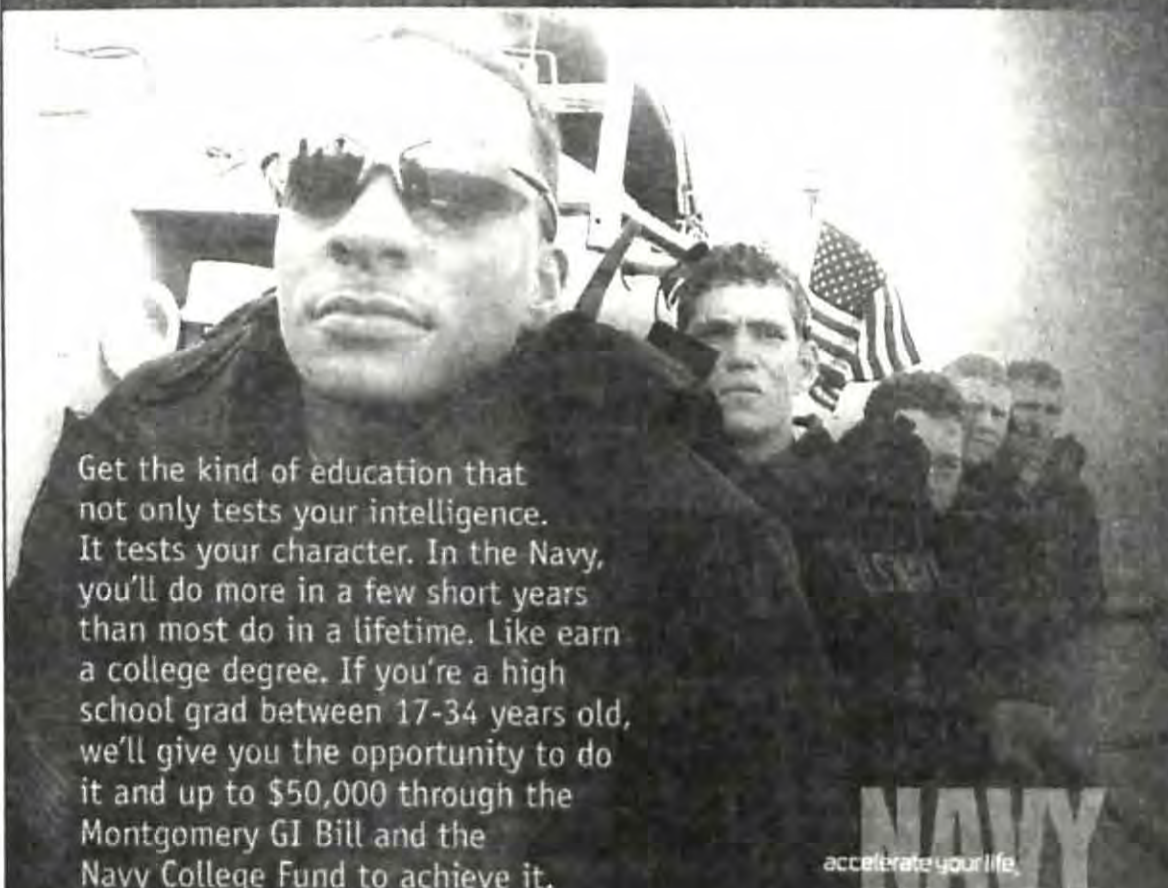 Get the kind of education that
not only tests your intelligence.
It tests your character. In the Navy,
you'll do more in a few short years
than most do in a lifetime. Like earn
a college degree. If you're a high
school grad between 17-34 years old,
we'll give you the opportunity to do
it and up to $50,000 through the
Montgomery GI Bill and the
Navy College Fund to achieve it.
NAVY
accelerate your life.